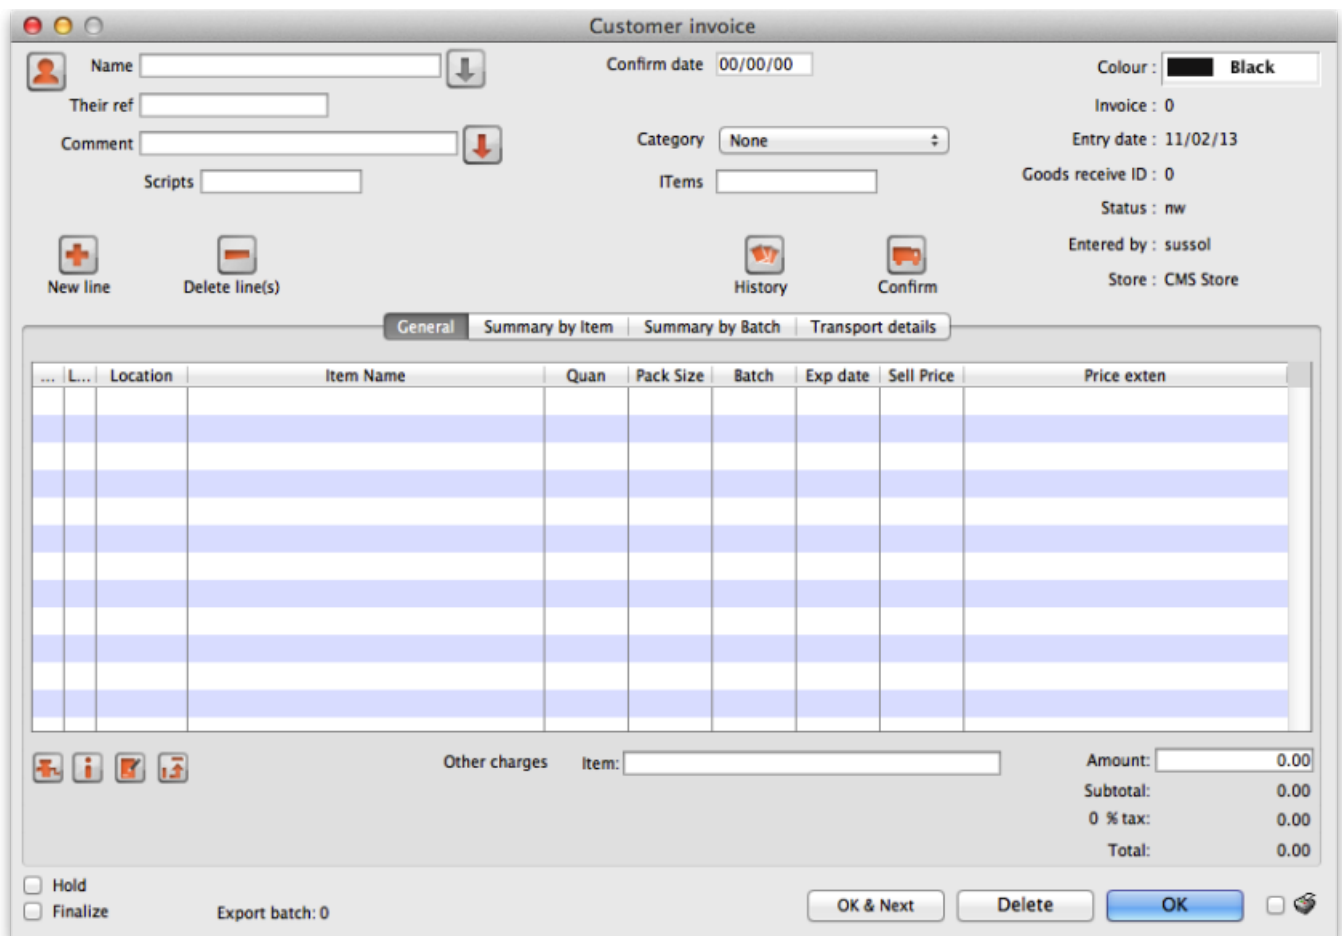 Customer invoice
Name
Confirm date 00/00/00
Colour : Black
Their ref
Invoice : 0
Comment
Category None
Entry date : 11/02/13
Scripts
ITems
Goods receive ID : 0
Status : nw
Entered by : sussol
Store : CMS Store
New line
Delete line(s)
History
Confirm
General Summary by Item Summary by Batch Transport details
... L... Location Item Name Quan Pack Size Batch Exp date Sell Price Price exten
Other charges Item:
Amount: 0.00
Subtotal: 0.00
0 % tax: 0.00
Total: 0.00
Hold
Finalize
Export batch: 0
OK & Next
Delete
OK